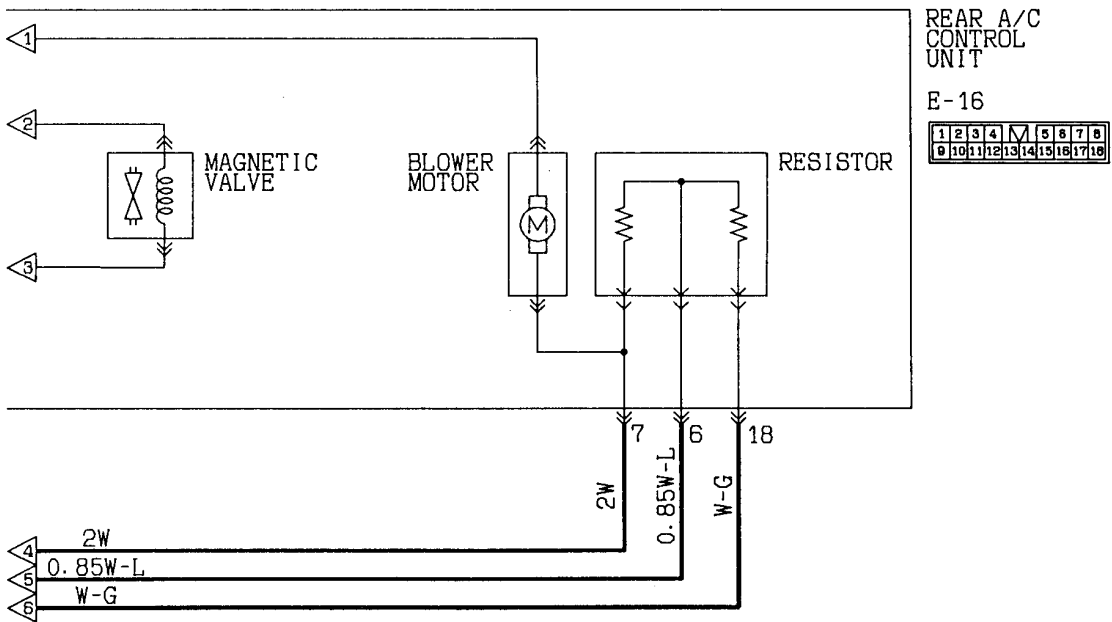 REAR A/C
CONTROL
UNIT
E-16
1 2 3 4 5 6 7 8
9 10 11 12 13 14 15 16 17 18
1
2
3
MAGNETIC
VALVE
BLOWER
MOTOR
M
RESISTOR
7 6 18
2W
0.85W-L
W-G
4 2W
5 0.85W-L
6 W-G